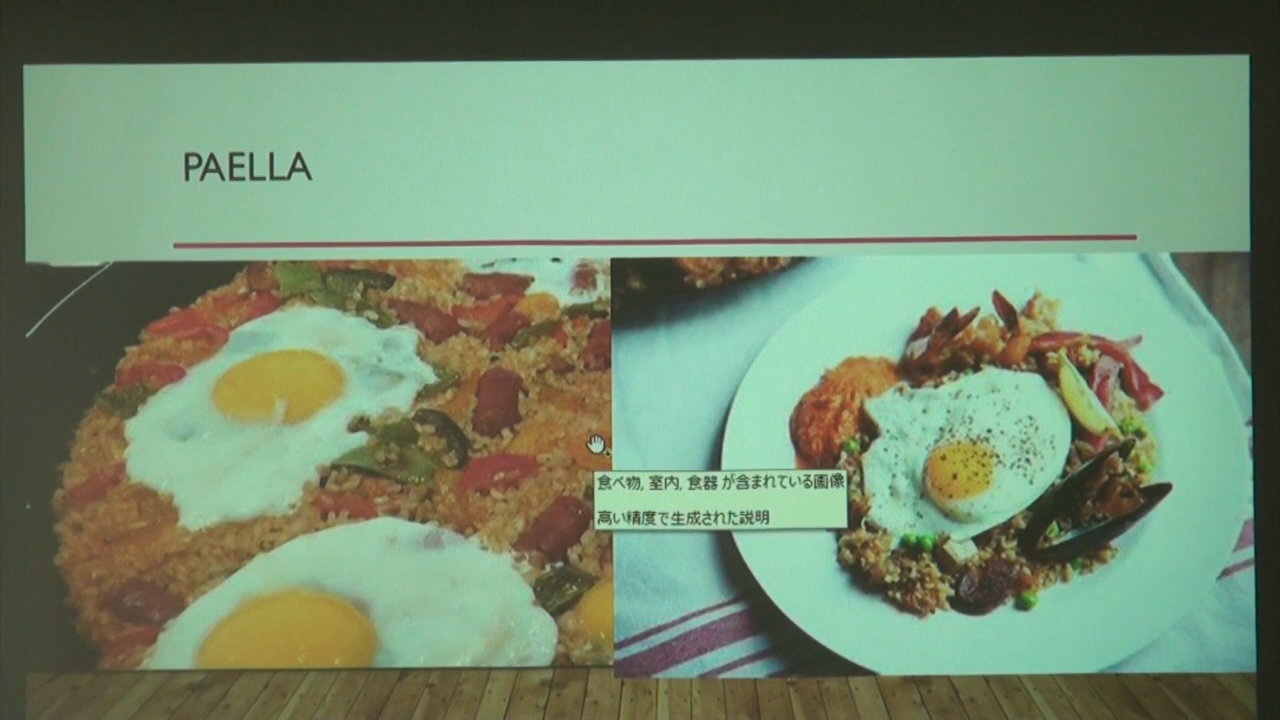 PAELLA
食べ物, 室内, 食器 が含まれている画像
高い精度で生成された説明